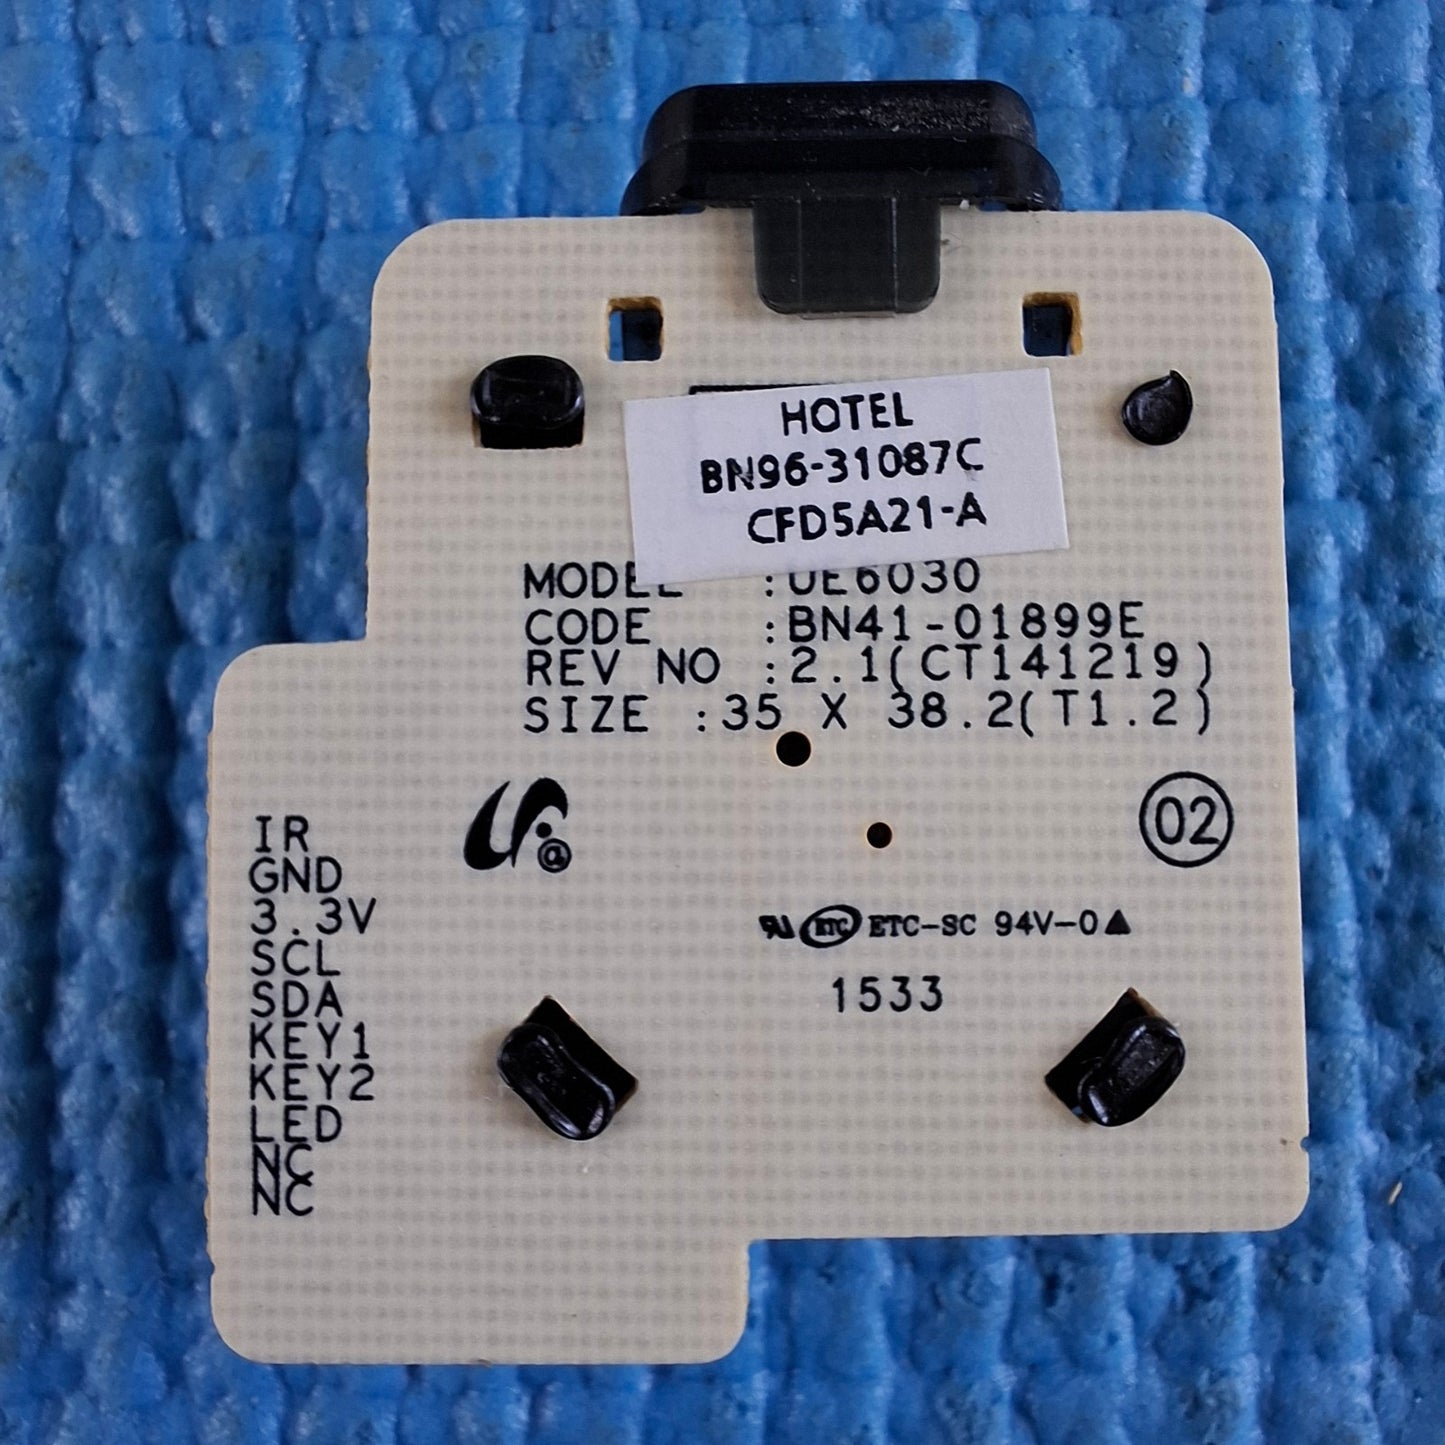 HOTEL
BN96-31087C
CFD5A21-A
MODEL :UE6030
CODE :BN41-01899E
REV NO :2.1(CT141219)
SIZE :35 X 38.2(T1.2)
02
IR
GND
3.3V
SCL
SDA
KEY1
KEY2
LED
NC
NC
@
ETC ETC-SC 94V-0
1533